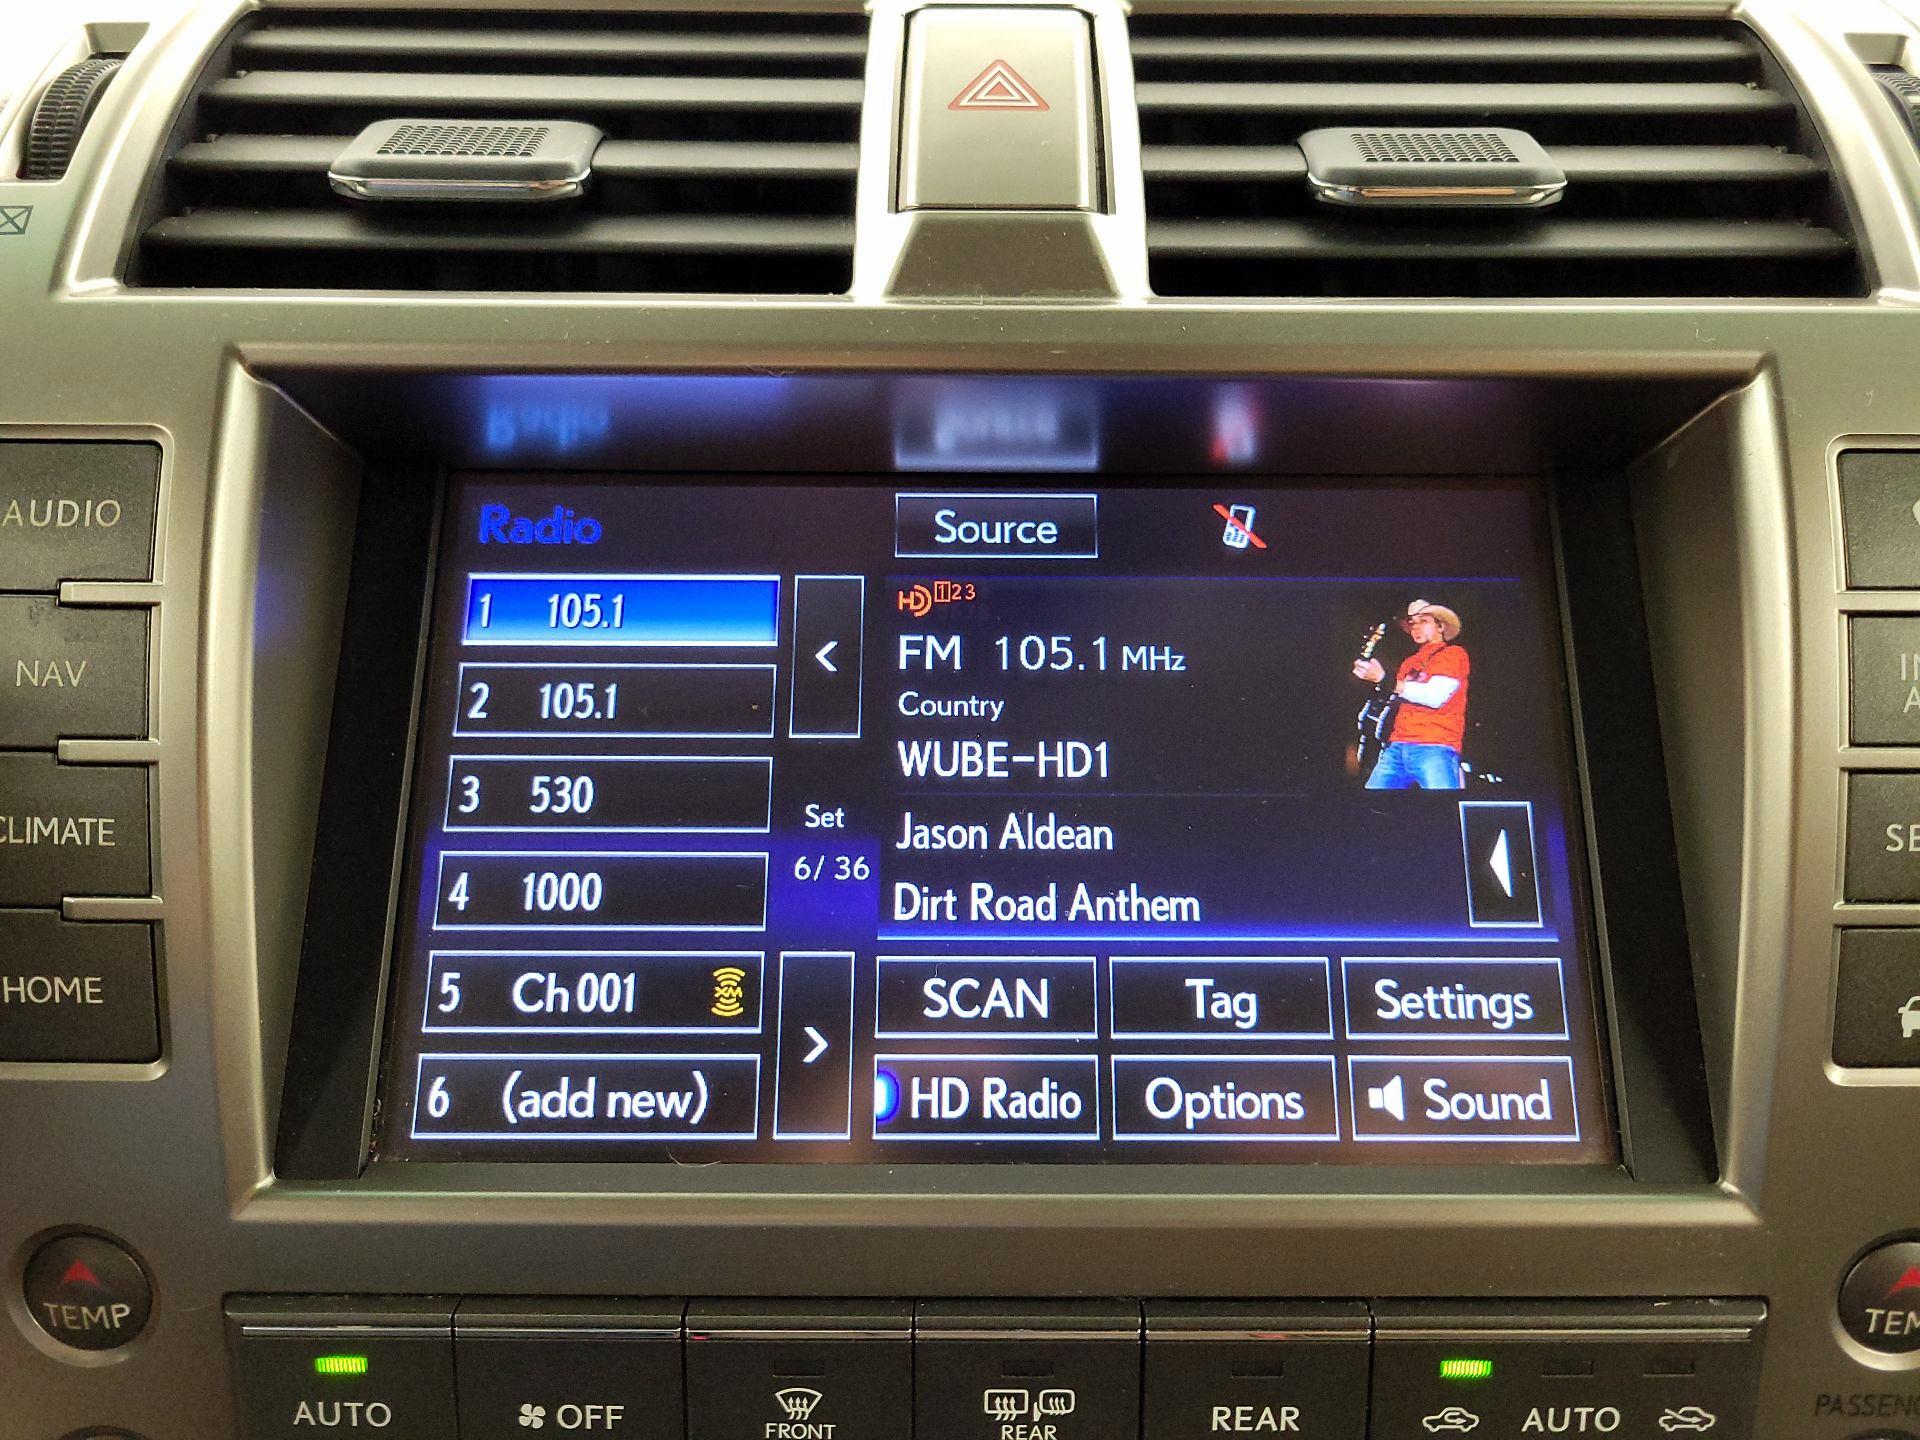 AUDIO
NAV
CLIMATE
HOME
Radio
Source
1 105.1
2 105.1
3 530
4 1000
5 Ch 001 XM
6 (add new)
<
Set
6/ 36
>
HD 1 2 3
FM 105.1 MHz
Country
WUBE-HD1
Jason Aldean
Dirt Road Anthem
SCAN Tag Settings
HD Radio Options Sound
TEMP
AUTO
OFF
FRONT
REAR
REAR
AUTO